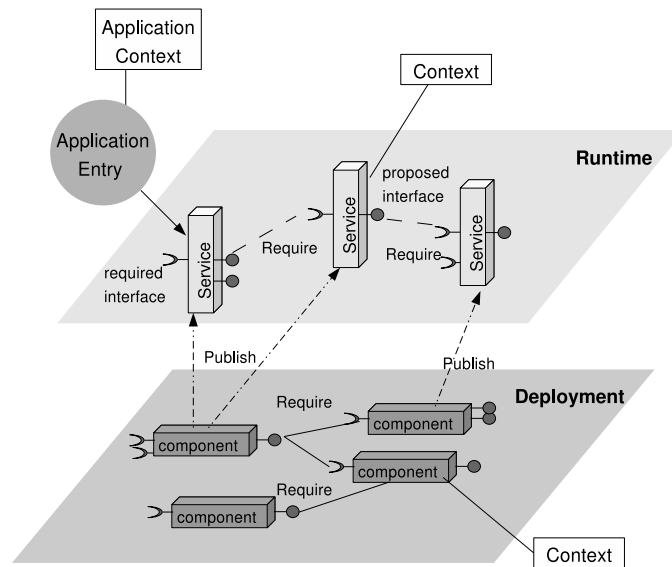 Application
Context
Context
Application
Entry
Runtime
proposed
interface
Service
Require
Service
Require
Service
required
interface
Publish
Publish
Deployment
Require
component
component
component
Require
component
Context